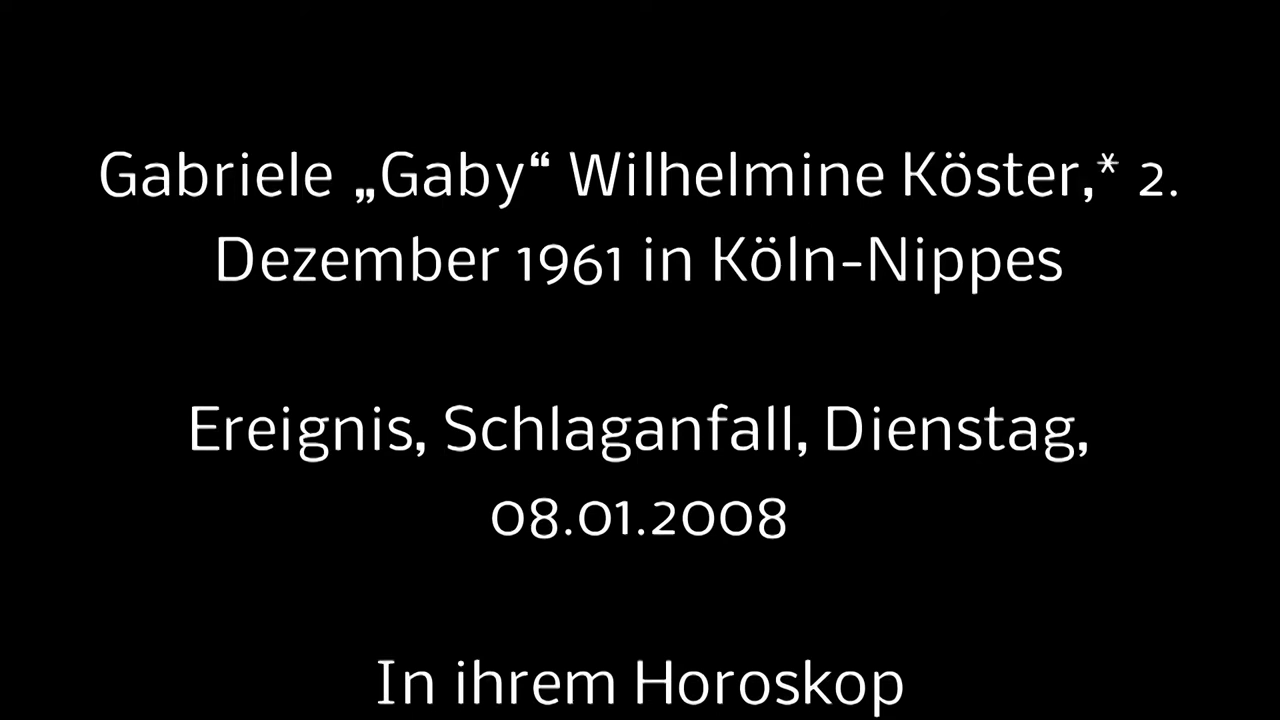 Gabriele „Gaby“ Wilhelmine Köster,* 2.
Dezember 1961 in Köln-Nippes
Ereignis, Schlaganfall, Dienstag,
08.01.2008
In ihrem Horoskop